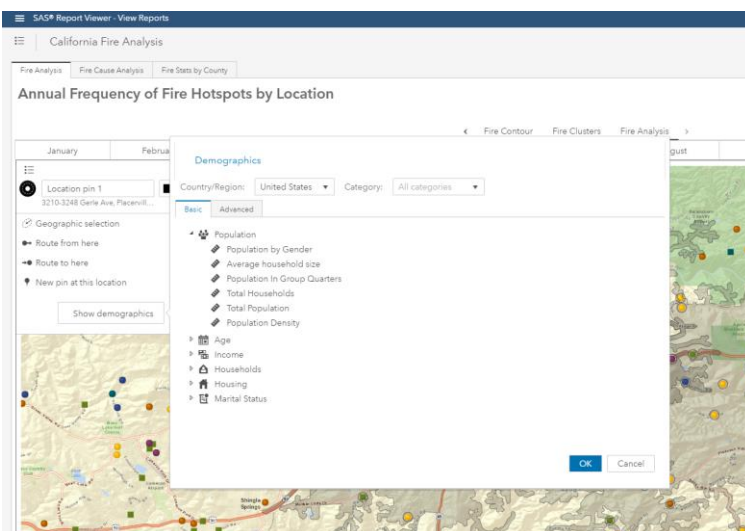 SAS® Report Viewer - View Reports
California Fire Analysis
Fire Analysis Fire Cause Analysis Fire Stats by County
Annual Frequency of Fire Hotspots by Location
Fire Contour Fire Clusters Fire Analysis
January Februa gust
Demographics
Location pin 1
3210-3248 Gerle Ave, Placervill...
Country/Region: United States Category: All categories
Basic Advanced
Geographic selection
Route from here
Route to here
New pin at this location
Show demographics
Population
Population by Gender
Average household size
Population In Group Quarters
Total Households
Total Population
Population Density
Age
Income
Households
Housing
Marital Status
OK Cancel
Shingle
Springs